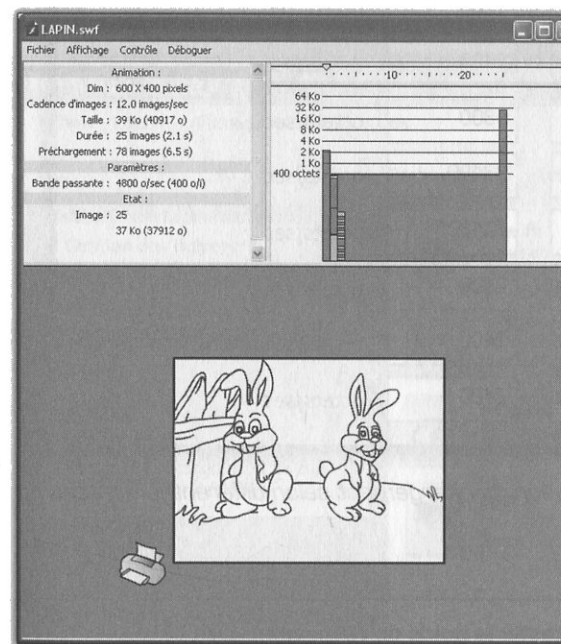 LAPIN.swf
Fichier Affichage Contrôle Déboguer
Animation :
Dim : 600 X 400 pixels
Cadence d'images : 12.0 images/sec
Taille : 39 Ko (40917 o)
Durée : 25 images (2.1 s)
Préchargement : 78 images (6.5 s)
Paramètres :
Bande passante : 4800 o/sec (400 o/i)
Etat :
Image : 25
37 Ko (37912 o)
10 20
64 Ko
32 Ko
16 Ko
8 Ko
4 Ko
2 Ko
1 Ko
400 octets